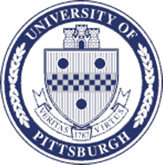 UNIVERSITY OF
PITTSBURGH
VERITAS 1787 VIRTUS